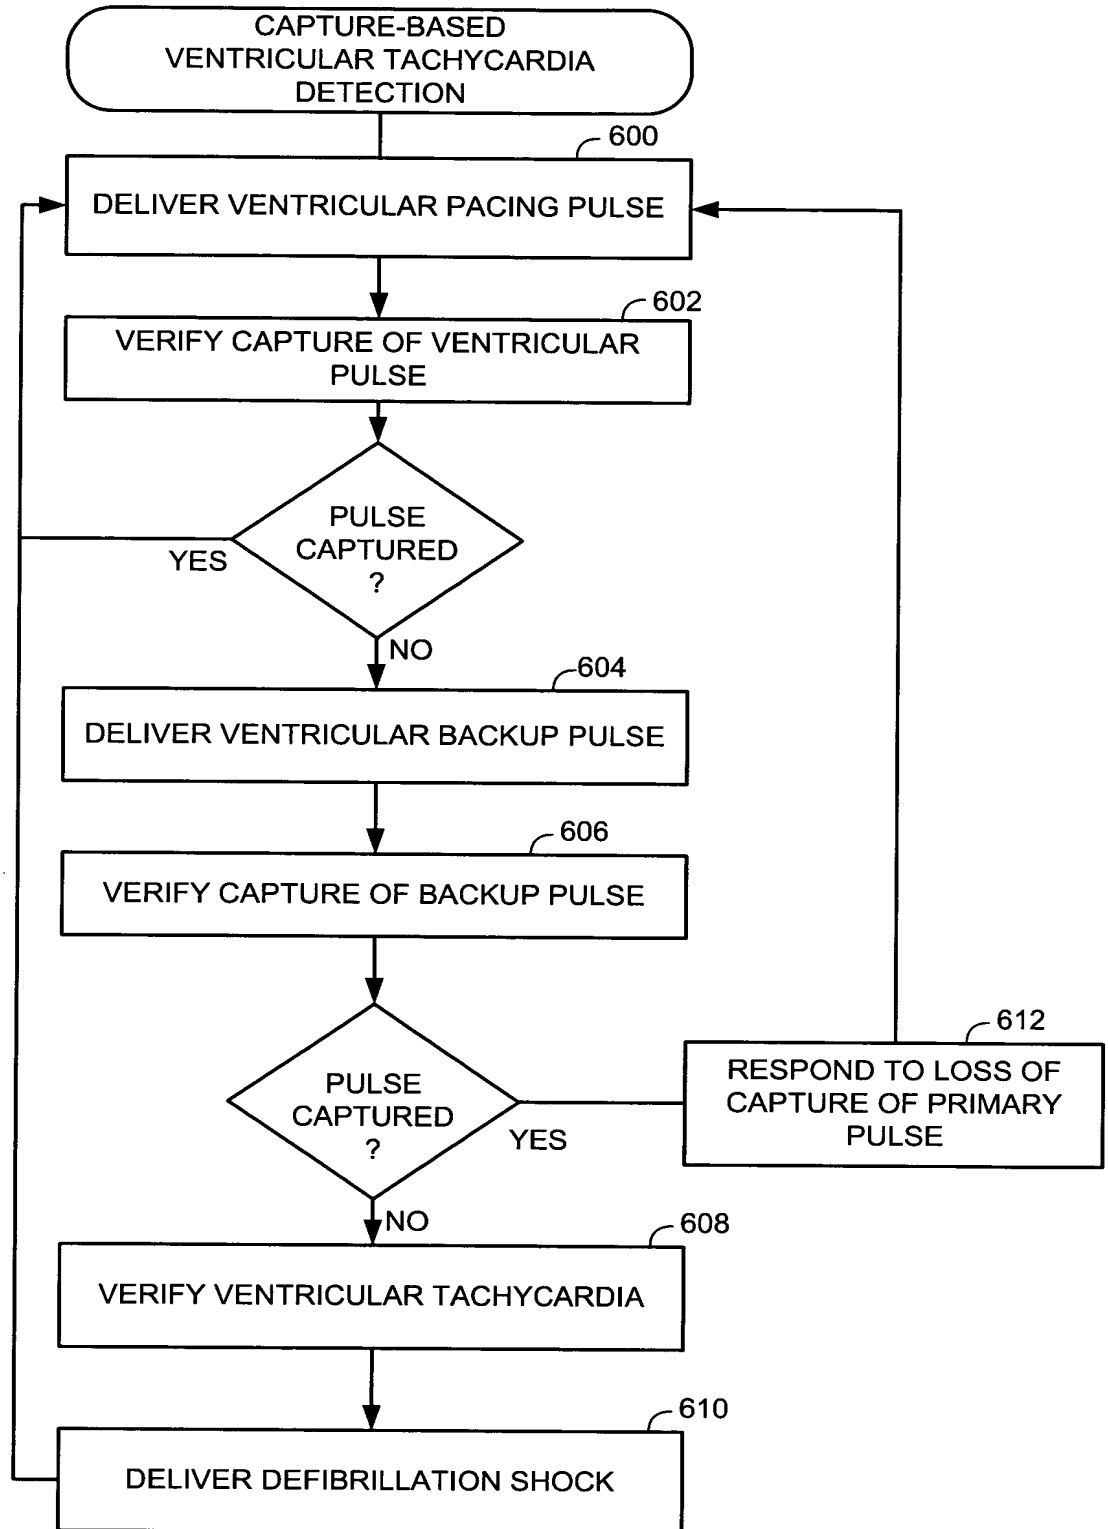 CAPTURE-BASED
VENTRICULAR TACHYCARDIA
DETECTION
600
DELIVER VENTRICULAR PACING PULSE
602
VERIFY CAPTURE OF VENTRICULAR
PULSE
PULSE
CAPTURED
?
YES
NO
604
DELIVER VENTRICULAR BACKUP PULSE
606
VERIFY CAPTURE OF BACKUP PULSE
612
RESPOND TO LOSS OF
CAPTURE OF PRIMARY
PULSE
PULSE
CAPTURED
?
YES
NO
608
VERIFY VENTRICULAR TACHYCARDIA
610
DELIVER DEFIBRILLATION SHOCK